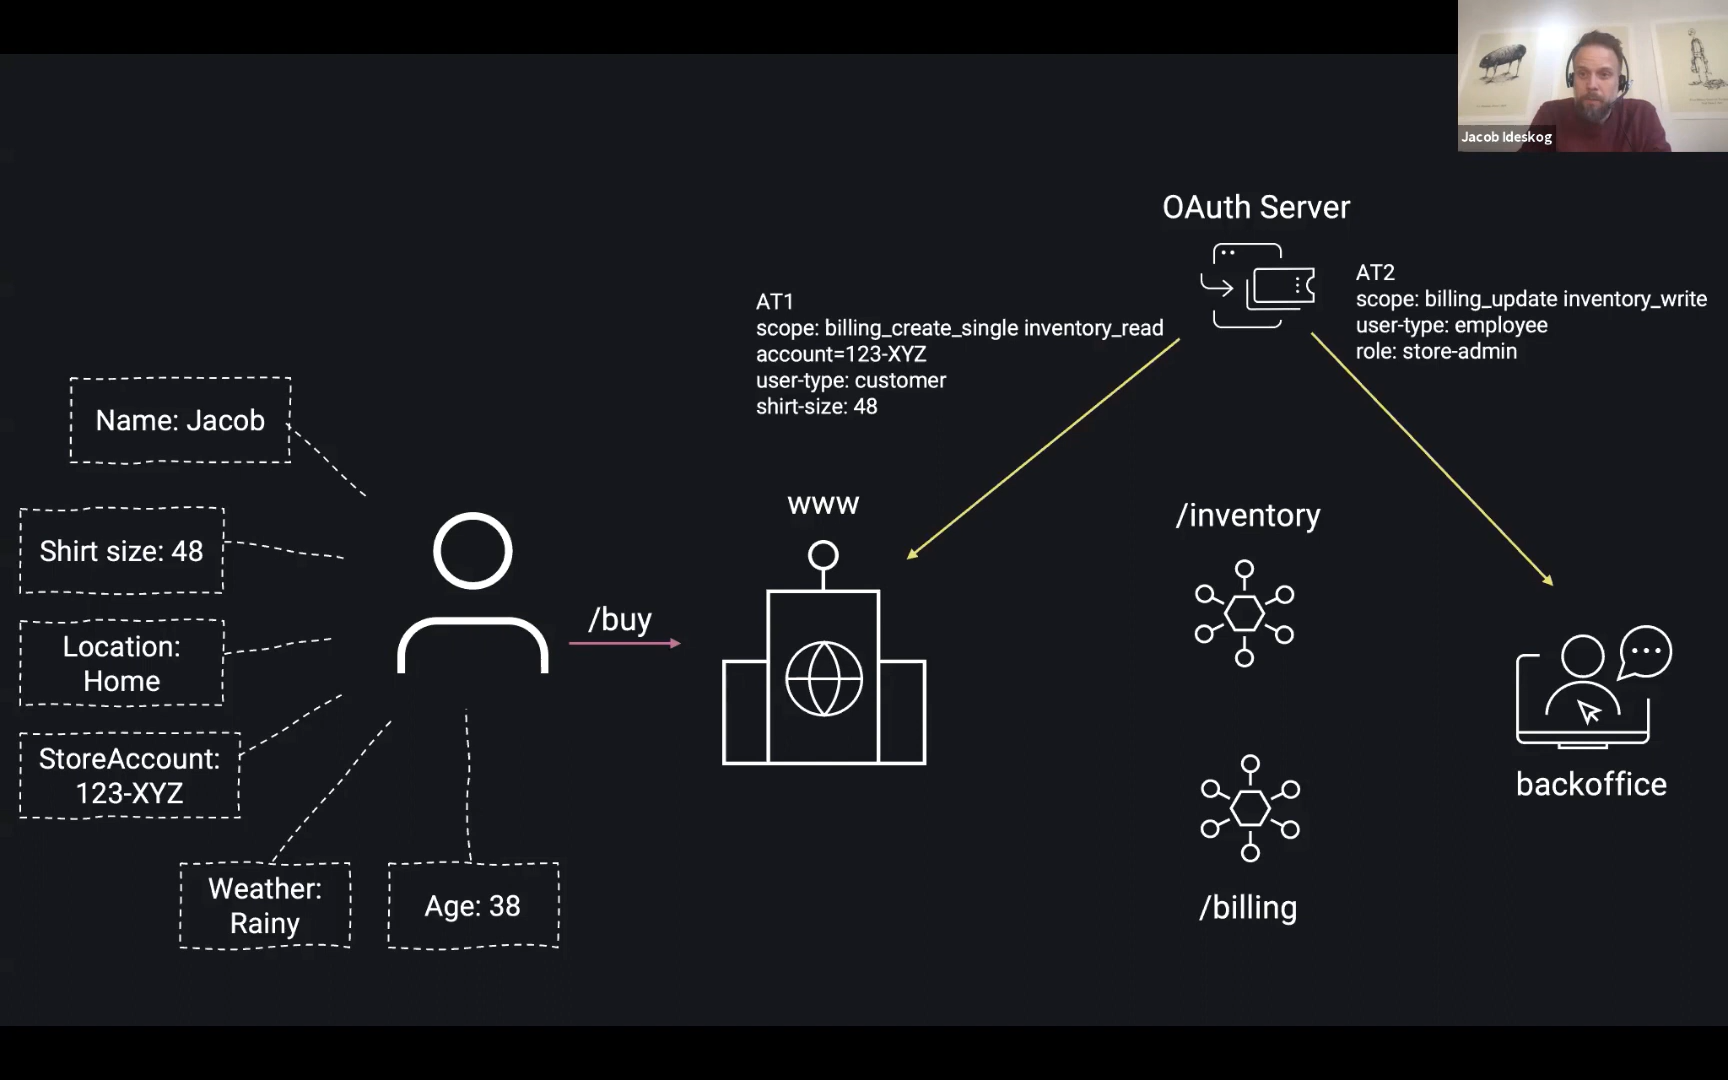 Jacob Ideskog
OAuth Server
AT1
scope: billing_create_single inventory_read
account=123-XYZ
user-type: customer
shirt-size: 48
AT2
scope: billing_update inventory_write
user-type: employee
role: store-admin
Name: Jacob
Shirt size: 48
Location:
Home
StoreAccount:
123-XYZ
Weather:
Rainy
Age: 38
/buy
www
/inventory
/billing
backoffice